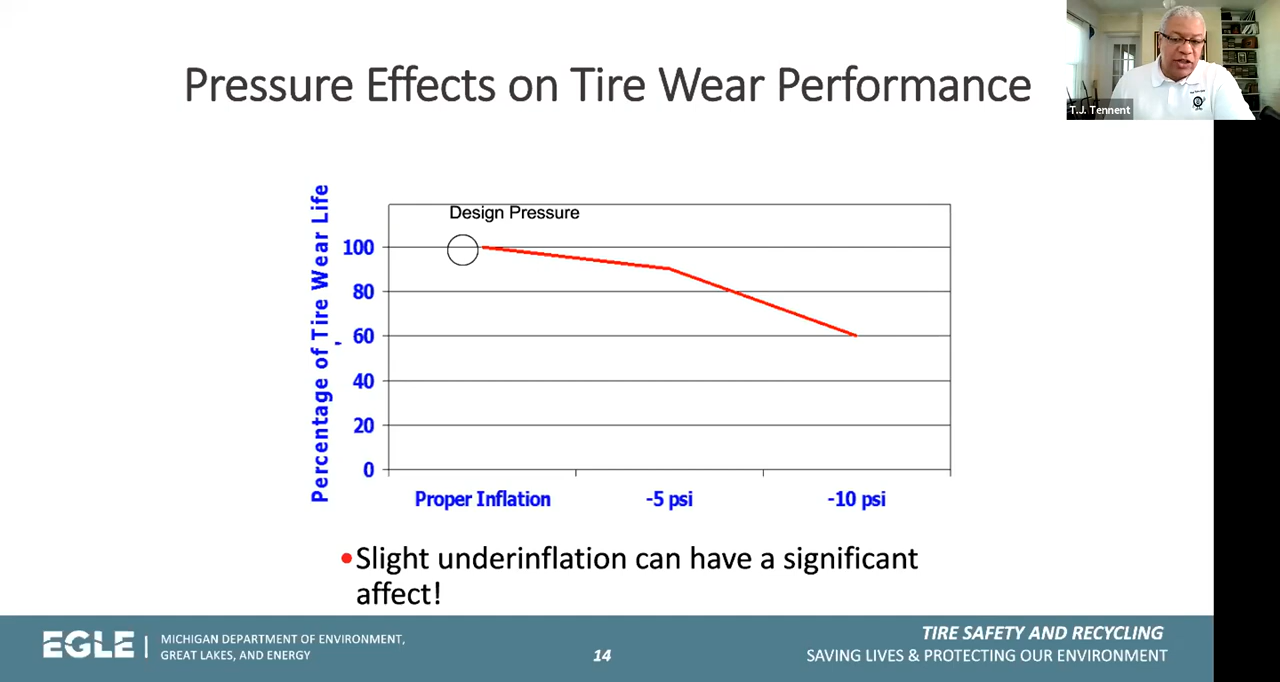 Pressure Effects on Tire Wear Performance
T.J. Tennent
Percentage of Tire Wear Life
,
Design Pressure
100
80
60
40
20
0
Proper Inflation -5 psi -10 psi
•Slight underinflation can have a significant
affect!
EGLE
MICHIGAN DEPARTMENT OF ENVIRONMENT,
GREAT LAKES, AND ENERGY
14
TIRE SAFETY AND RECYCLING
SAVING LIVES & PROTECTING OUR ENVIRONMENT